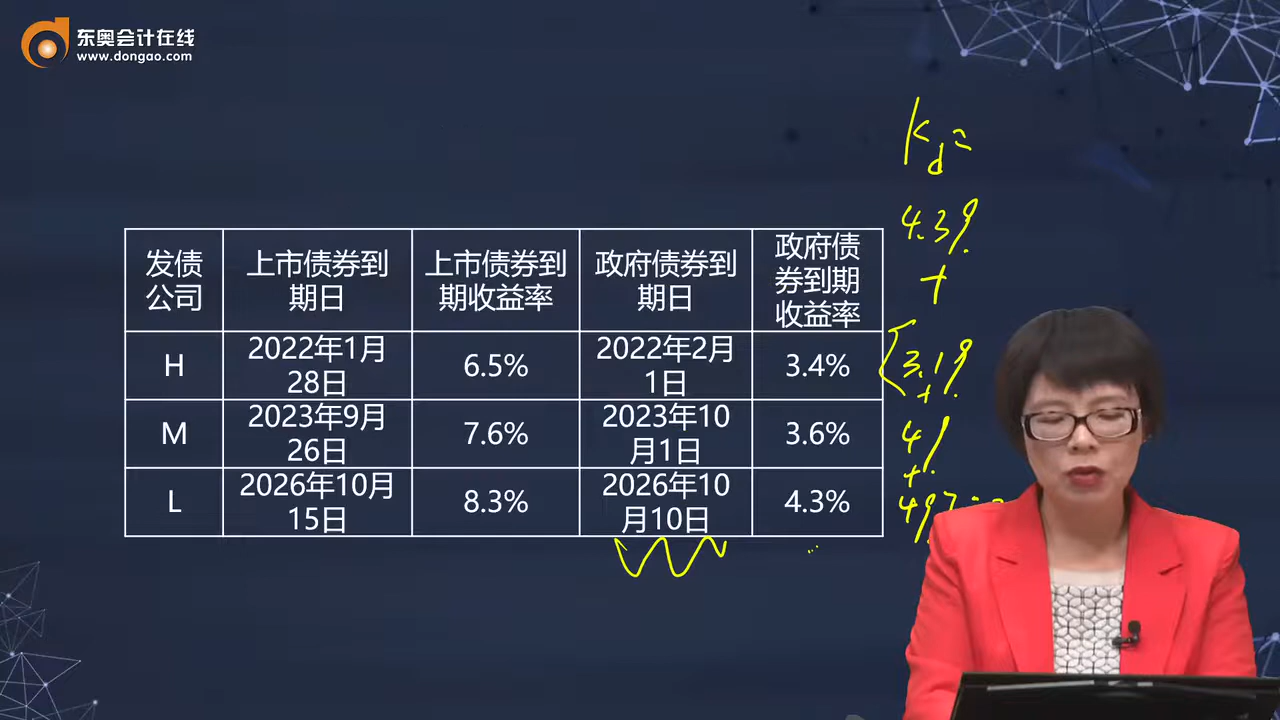 东奥会计在线
www.dongao.com
发债公司 上市债券到期日 上市债券到期收益率 政府债券到期日 政府债券到期收益率
H 2022年1月28日 6.5% 2022年2月1日 3.4%
M 2023年9月26日 7.6% 2023年10月1日 3.6%
L 2026年10月15日 8.3% 2026年10月10日 4.3%
Kd=
4.3%
+
3.1%
+
4%
+
4%